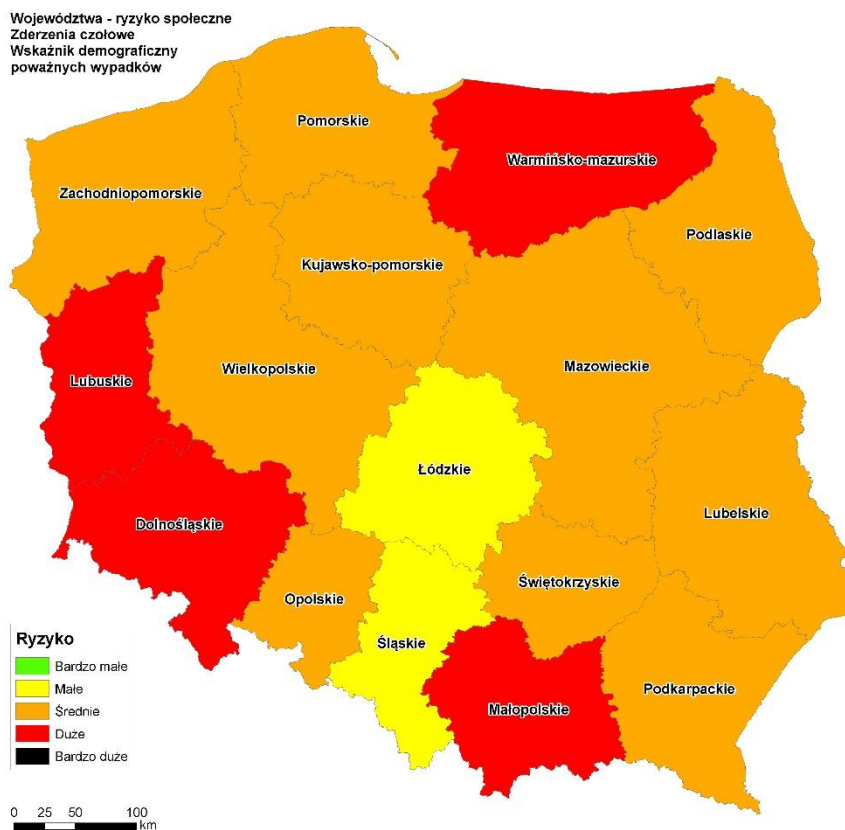 Województwa - ryzyko społeczne
Zderzenia czołowe
Wskaźnik demograficzny
poważnych wypadków
Pomorskie
Warmińsko-mazurskie
Zachodniopomorskie
Podlaskie
Kujawsko-pomorskie
Mazowieckie
Wielkopolskie
Lubuskie
Łódzkie
Lubelskie
Dolnośląskie
Świętokrzyskie
Opolskie
Śląskie
Podkarpackie
Małopolskie
Ryzyko
Bardzo małe
Małe
Średnie
Duże
Bardzo duże
0 25 50 100
km